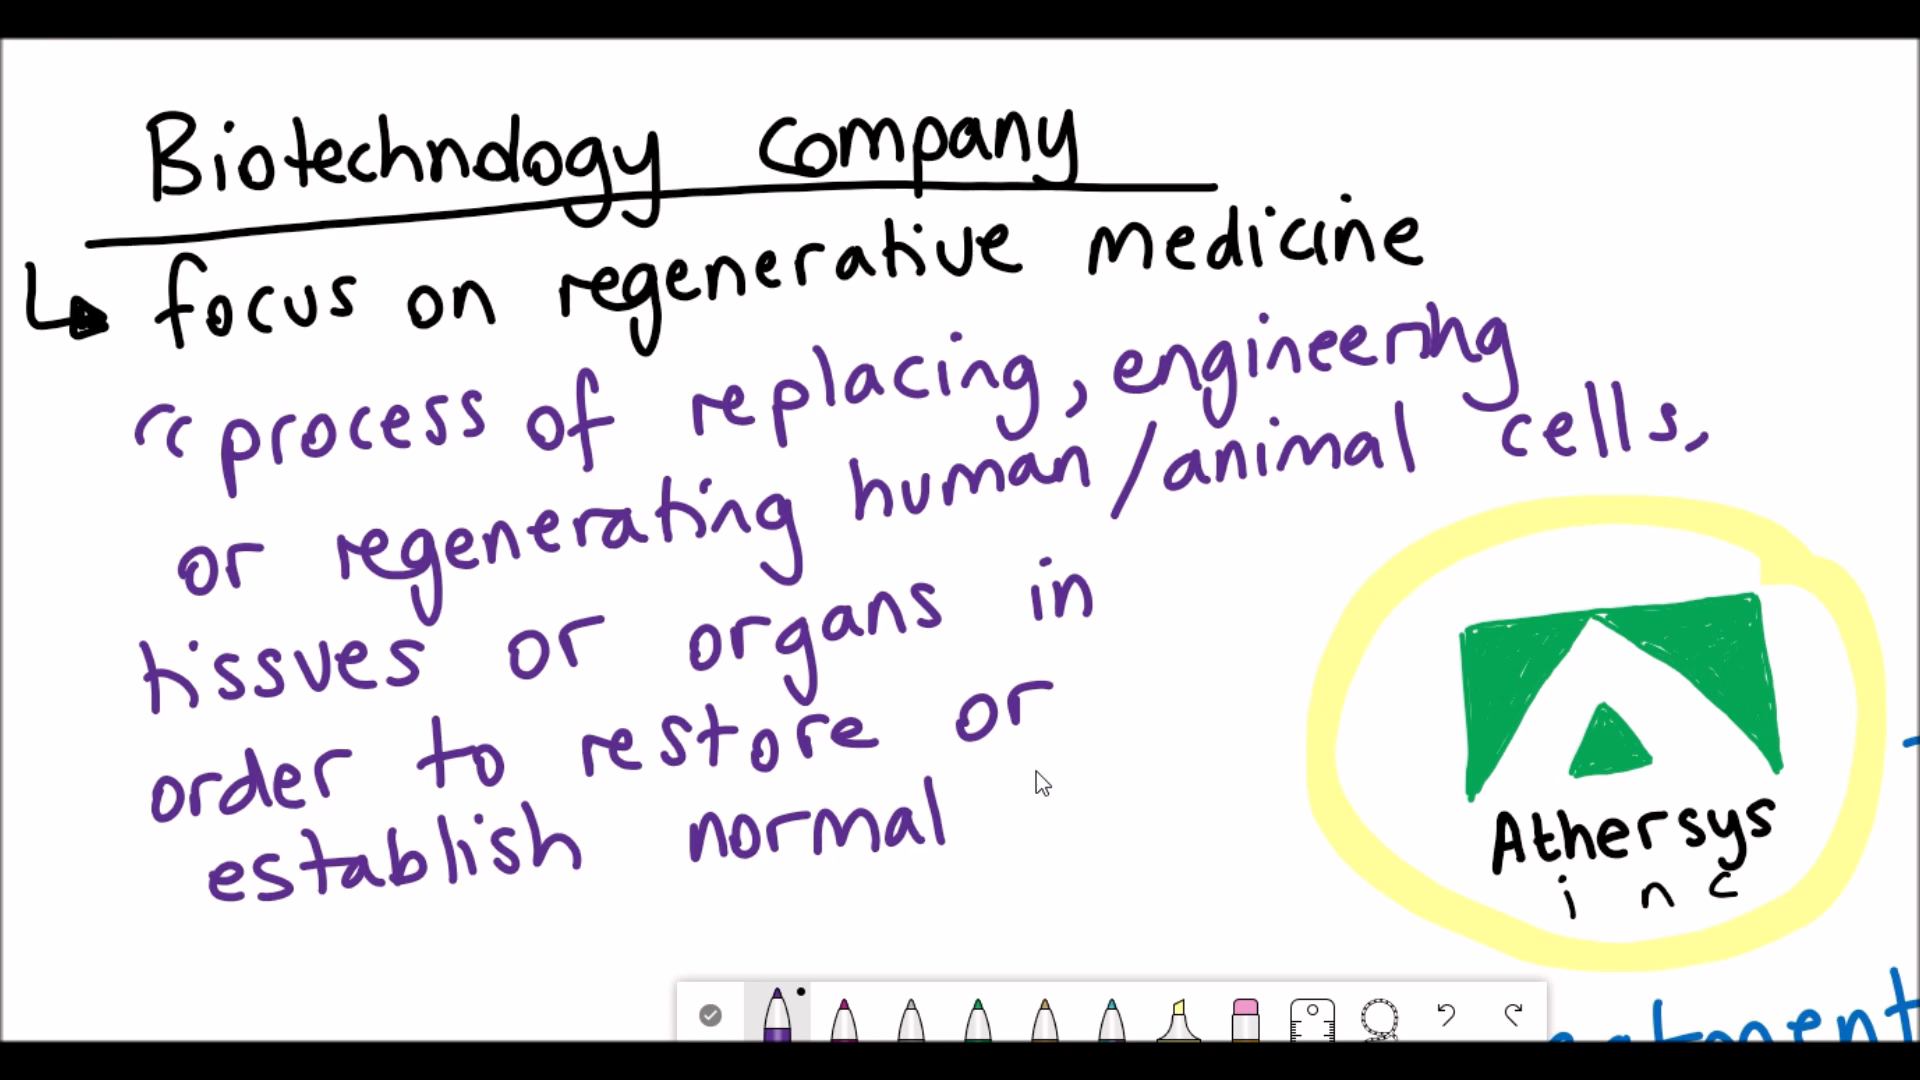 Biotechnology company
focus on regenerative medicine
“process of replacing, engineering
or regenerating human/animal cells,
tissues or organs in
order to restore or
establish normal
Athersys
inc